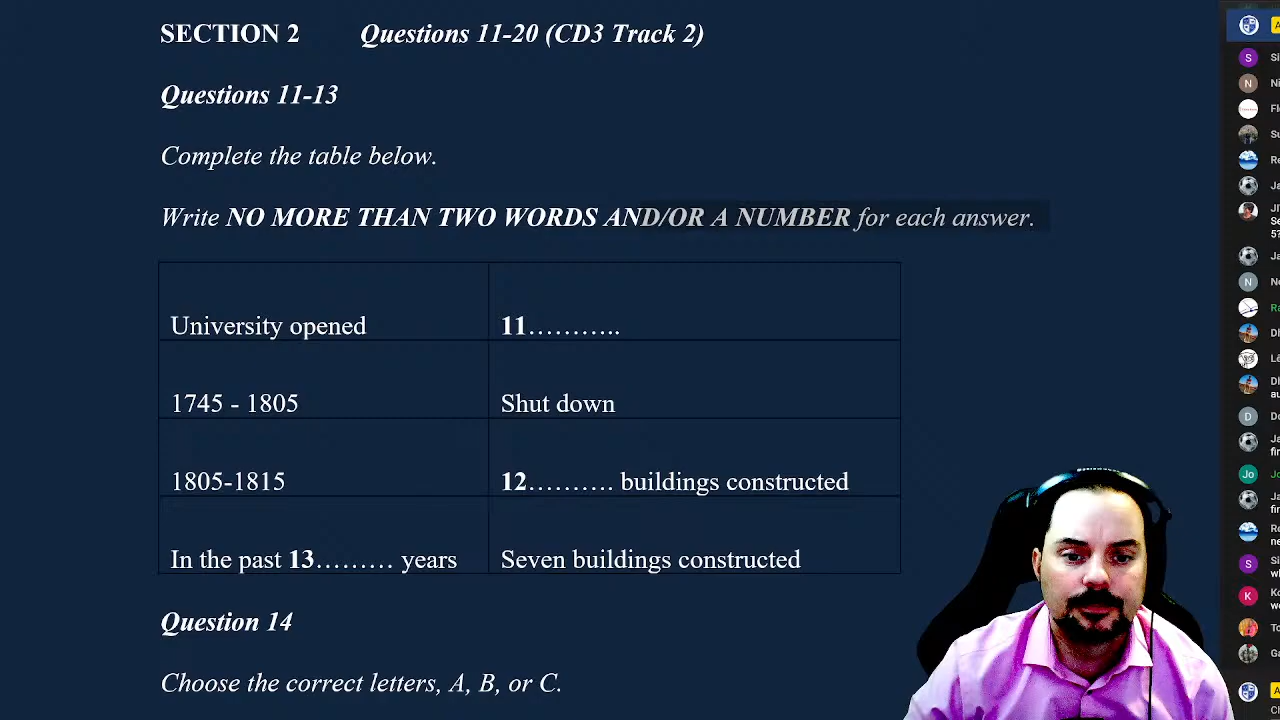 SECTION 2 Questions 11-20 (CD3 Track 2)
Questions 11-13
Complete the table below.
Write NO MORE THAN TWO WORDS AND/OR A NUMBER for each answer.
University opened 11………..
1745 - 1805 Shut down
1805-1815 12………. buildings constructed
In the past 13……… years Seven buildings constructed
Question 14
Choose the correct letters, A, B, or C.